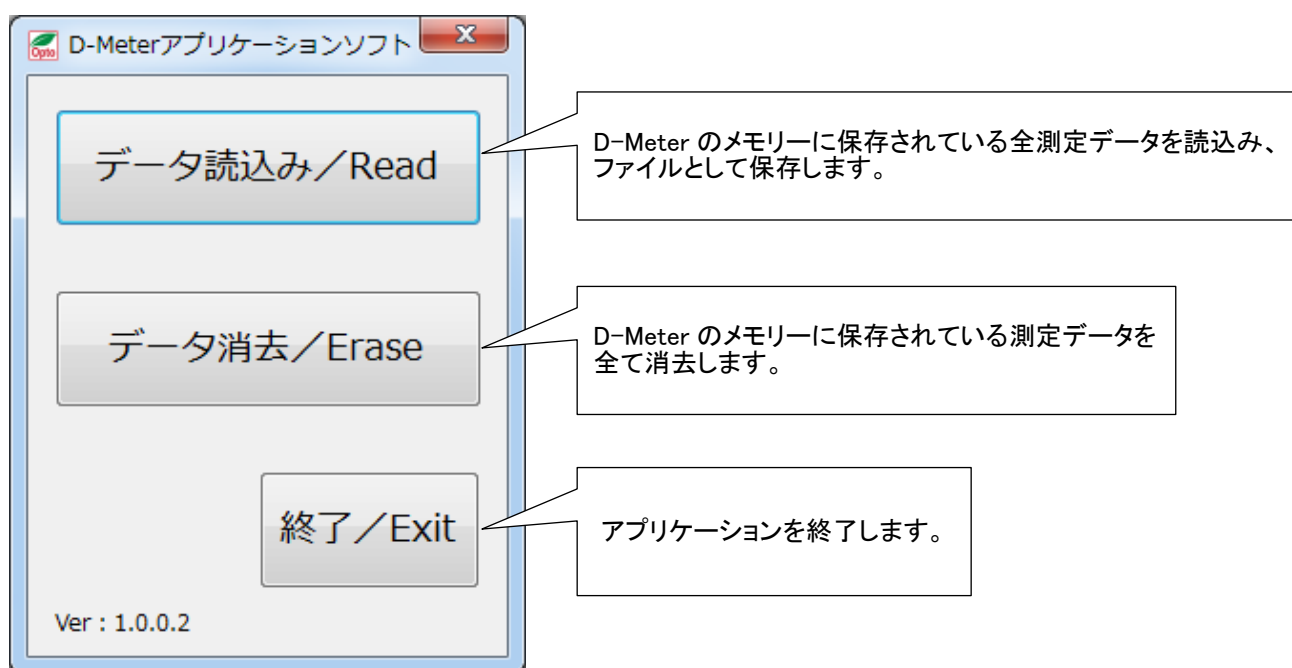 Opto D-Meterアプリケーションソフト
データ読込み／Read
D-Meter のメモリーに保存されている全測定データを読込み、
ファイルとして保存します。
データ消去／Erase
D-Meter のメモリーに保存されている測定データを
全て消去します。
終了／Exit
アプリケーションを終了します。
Ver : 1.0.0.2